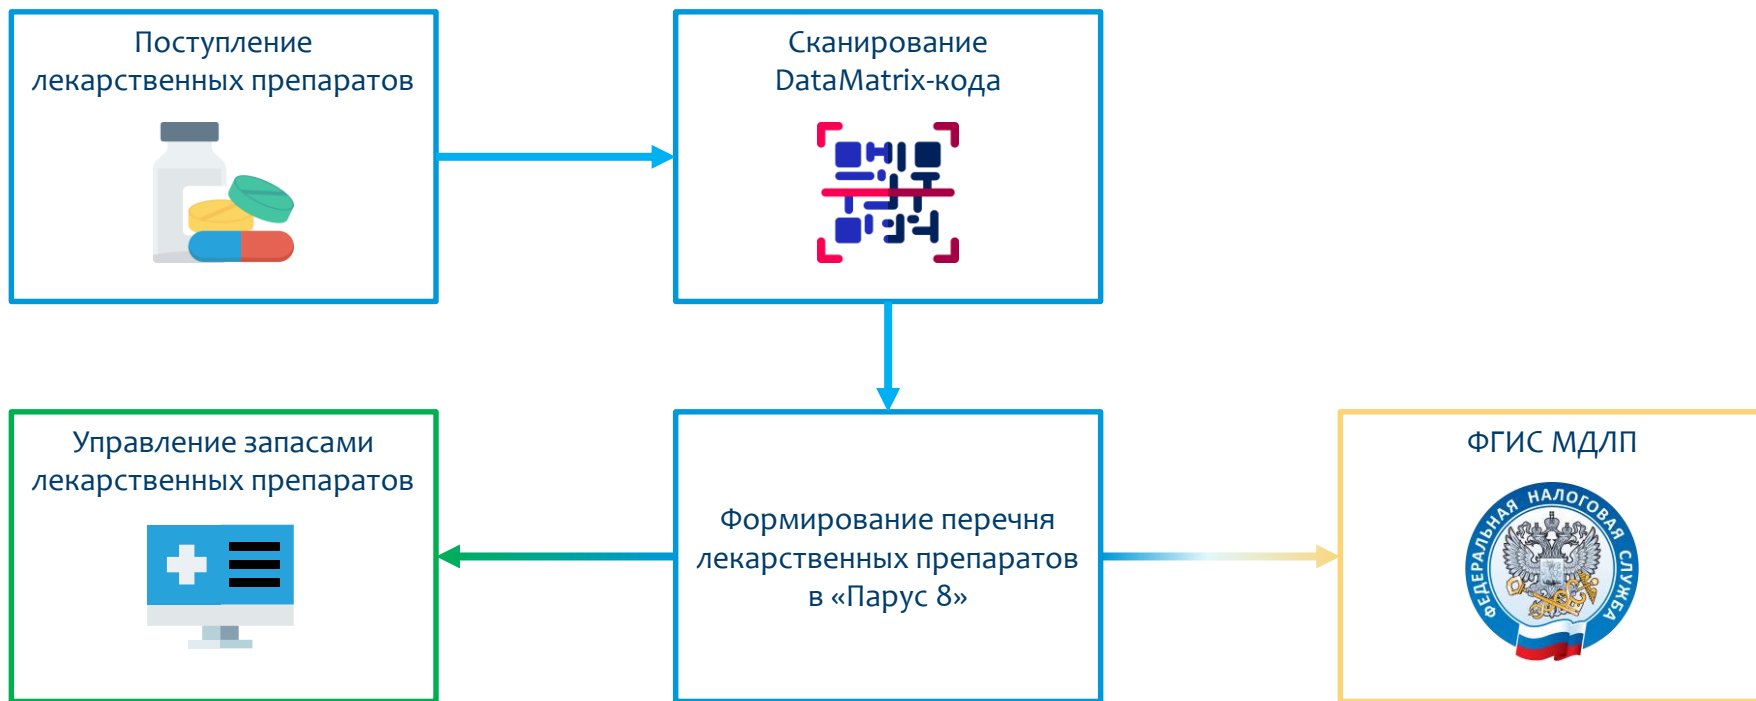 Поступление
лекарственных препаратов
Сканирование
DataMatrix-кода
Управление запасами
лекарственных препаратов
Формирование перечня
лекарственных препаратов
в «Парус 8»
ФГИС МДЛП
ФЕДЕРАЛЬНАЯ НАЛОГОВАЯ СЛУЖБА